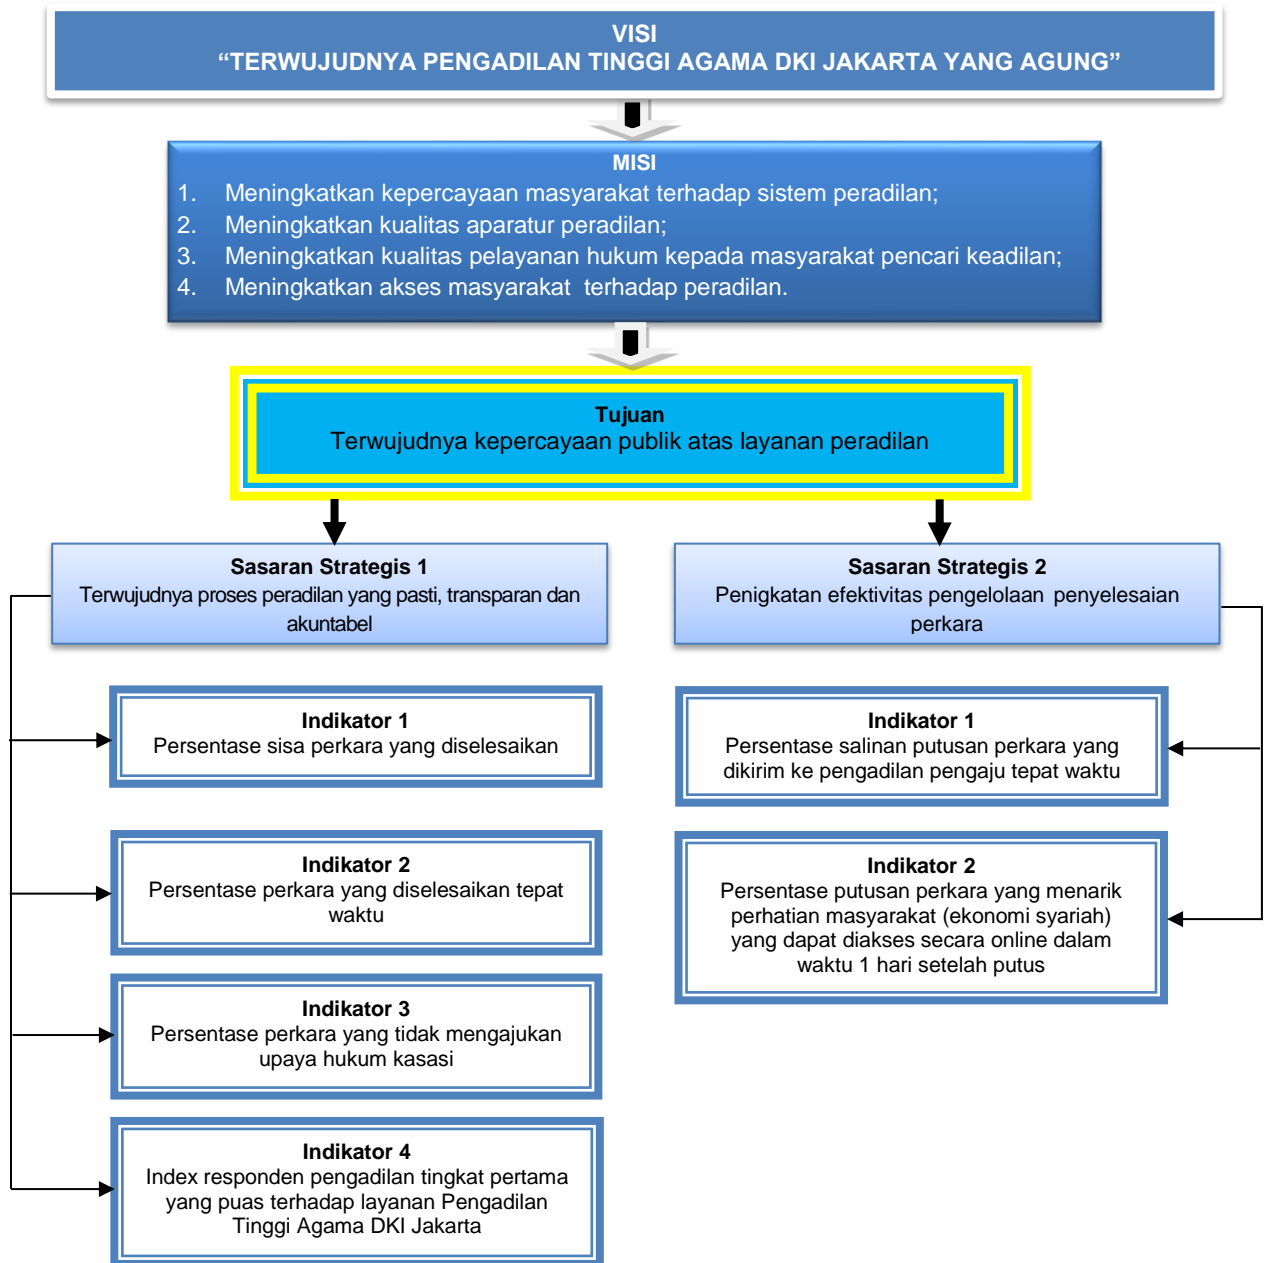 VISI
“TERWUJUDNYA PENGADILAN TINGGI AGAMA DKI JAKARTA YANG AGUNG”
MISI
1. Meningkatkan kepercayaan masyarakat terhadap sistem peradilan;
2. Meningkatkan kualitas aparatur peradilan;
3. Meningkatkan kualitas pelayanan hukum kepada masyarakat pencari keadilan;
4. Meningkatkan akses masyarakat terhadap peradilan.
Tujuan
Terwujudnya kepercayaan publik atas layanan peradilan
Sasaran Strategis 1
Terwujudnya proses peradilan yang pasti, transparan dan
akuntabel
Indikator 1
Persentase sisa perkara yang diselesaikan
Indikator 2
Persentase perkara yang diselesaikan tepat
waktu
Indikator 3
Persentase perkara yang tidak mengajukan
upaya hukum kasasi
Indikator 4
Index responden pengadilan tingkat pertama
yang puas terhadap layanan Pengadilan
Tinggi Agama DKI Jakarta
Sasaran Strategis 2
Penigkatan efektivitas pengelolaan penyelesaian
perkara
Indikator 1
Persentase salinan putusan perkara yang
dikirim ke pengadilan pengaju tepat waktu
Indikator 2
Persentase putusan perkara yang menarik
perhatian masyarakat (ekonomi syariah)
yang dapat diakses secara online dalam
waktu 1 hari setelah putus